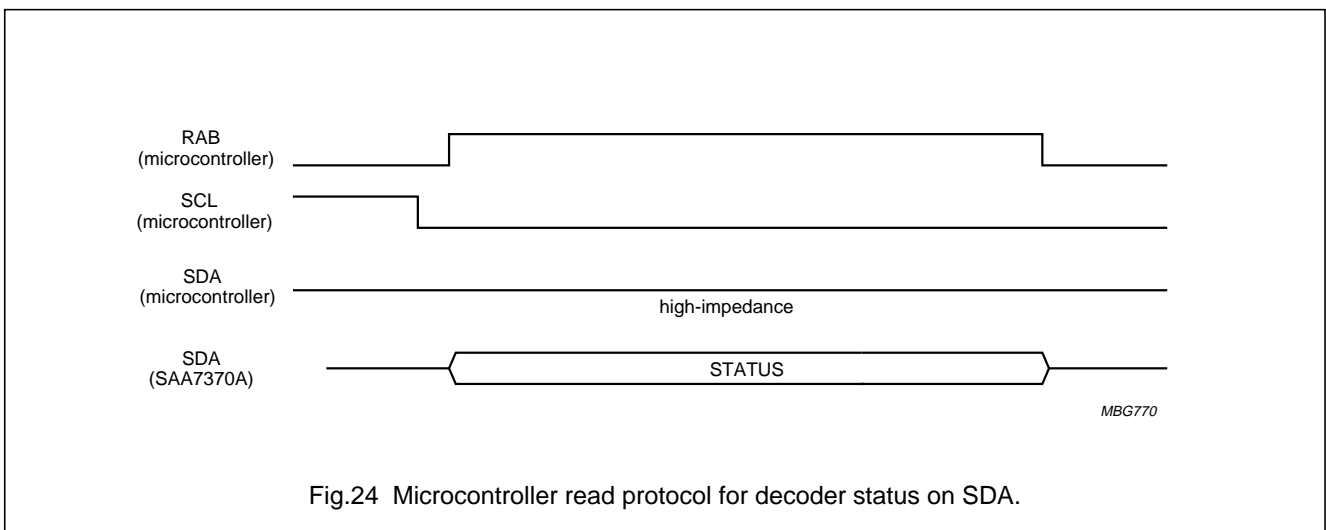 RAB
(microcontroller)
SCL
(microcontroller)
SDA
(microcontroller)
high-impedance
SDA
(SAA7370A)
STATUS
MBG770
Fig.24 Microcontroller read protocol for decoder status on SDA.